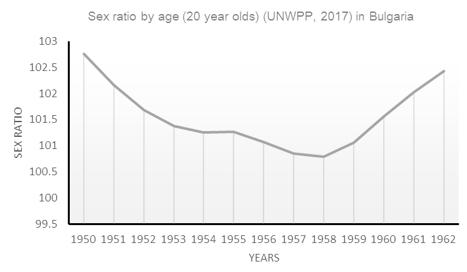 Sex ratio by age (20 year olds) (UNWPP, 2017) in Bulgaria
103
102.5
102
101.5
101
100.5
100
99.5
SEX RATIO
1950 1951 1952 1953 1954 1955 1956 1957 1958 1959 1960 1961 1962
YEARS